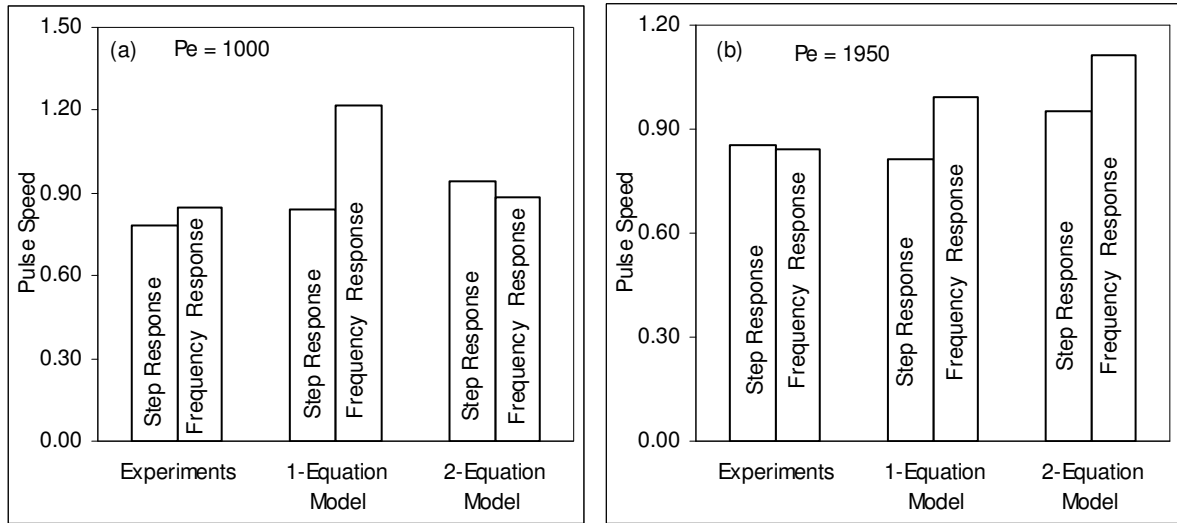 (a) Pe = 1000
1.50
1.20
0.90
0.60
0.30
0.00
Pulse Speed
Step Response
Frequency Response
Step Response
Frequency Response
Step Response
Frequency Response
Experiments
1-Equation
Model
2-Equation
Model
(b) Pe = 1950
1.20
0.90
0.60
0.30
0.00
Pulse Speed
Step Response
Frequency Response
Step Response
Frequency Response
Step Response
Frequency Response
Experiments
1-Equation
Model
2-Equation
Model